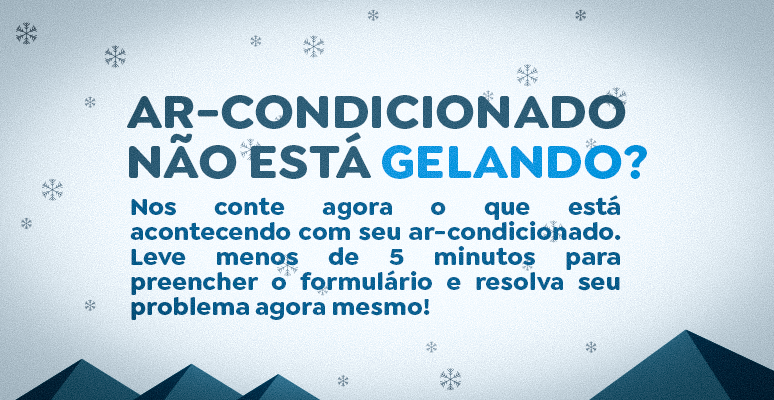 AR-CONDICIONADO
NÃO ESTÁ GELANDO?
Nos conte agora o que está
acontecendo com seu ar-condicionado.
Leve menos de 5 minutos para
preencher o formulário e resolva seu
problema agora mesmo!